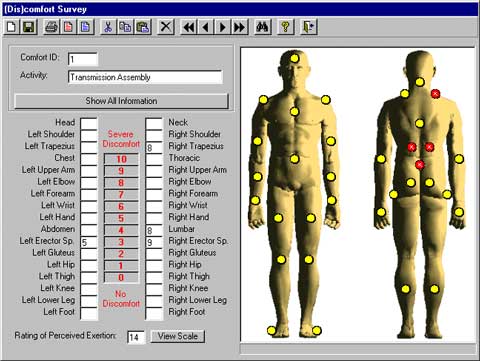 (Dis)comfort Survey
Comfort ID: 1
Activity: Transmission Assembly
Show All Information
Head Neck
Left Shoulder Severe Right Shoulder
Left Trapezius Discomfort 8 Right Trapezius
Chest 10 Thoracic
Left Upper Arm 9 Right Upper Arm
Left Elbow 8 Right Elbow
Left Forearm 7 Right Forearm
Left Wrist 6 Right Wrist
Left Hand 5 Right Hand
Abdomen 4 8 Lumbar
Left Erector Sp. 5 3 9 Right Erector Sp.
Left Gluteus 2 Right Gluteus
Left Hip 1 Right Hip
Left Thigh 0 Right Thigh
Left Knee No Right Knee
Left Lower Leg Discomfort Right Lower Leg
Left Foot Right Foot
Rating of Perceived Exertion: 14 View Scale